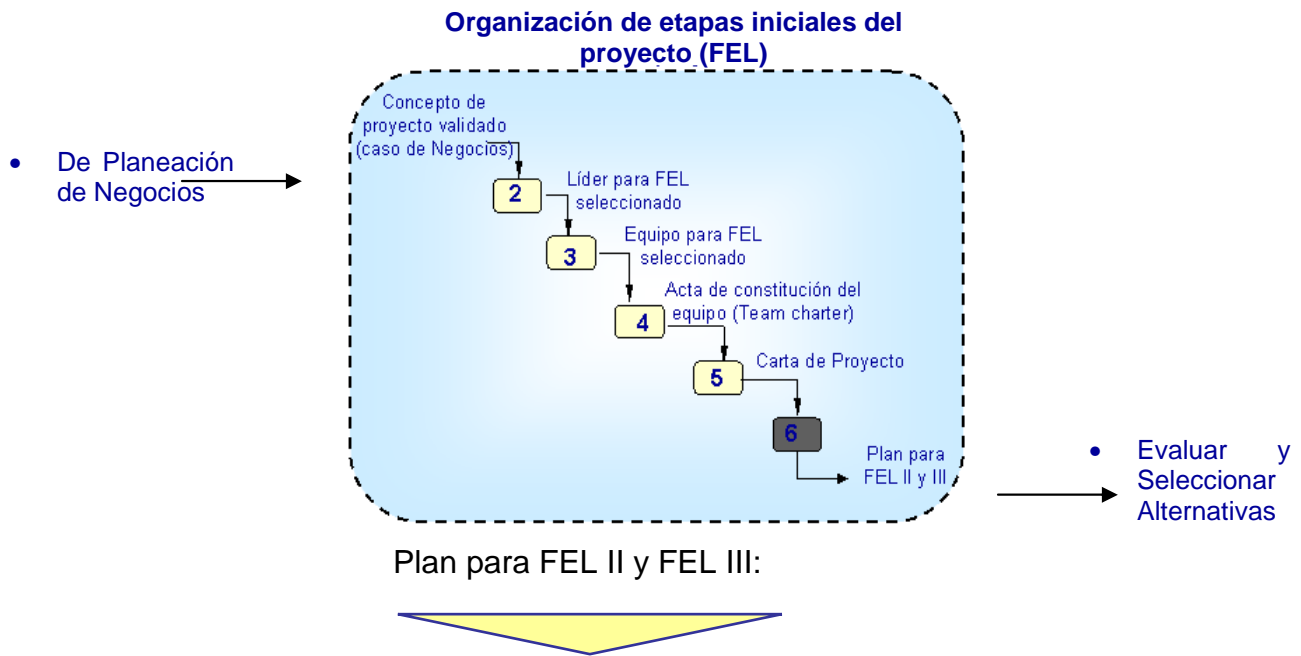 Organización de etapas iniciales del
proyecto (FEL)
Concepto de
proyecto validado
(caso de Negocios)
• De Planeación
de Negocios
2
Líder para FEL
seleccionado
3
Equipo para FEL
seleccionado
4
Acta de constitución del
equipo (Team charter)
5
Carta de Proyecto
6
Plan para
FEL II y III
• Evaluar y
Seleccionar
Alternativas
Plan para FEL II y FEL III: